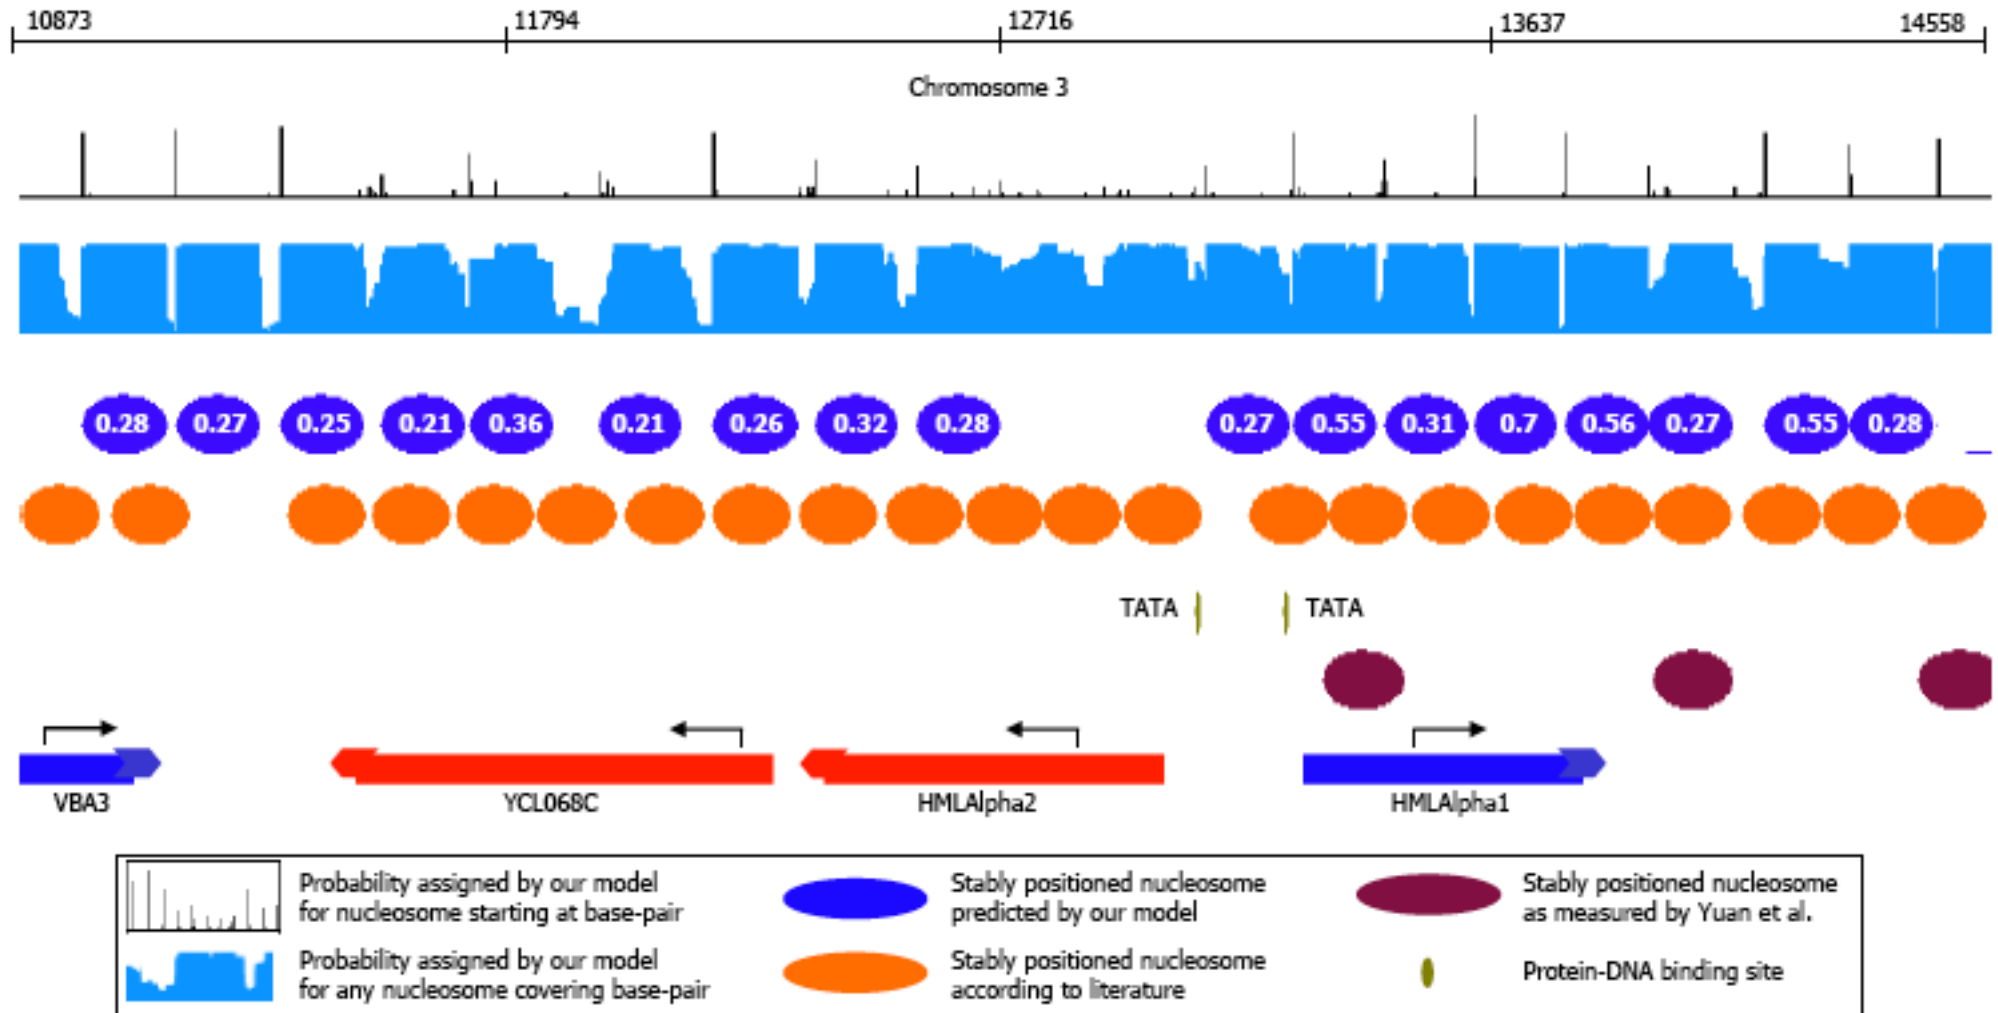 10873 11794 12716 13637 14558
Chromosome 3
0.28 0.27 0.25 0.21 0.36 0.21 0.26 0.32 0.28 0.27 0.55 0.31 0.7 0.56 0.27 0.55 0.28
TATA TATA
VBA3 YCL068C HMLAlpha2 HMLAlpha1
Probability assigned by our model
for nucleosome starting at base-pair
Probability assigned by our model
for any nucleosome covering base-pair
Stably positioned nucleosome
predicted by our model
Stably positioned nucleosome
according to literature
Stably positioned nucleosome
as measured by Yuan et al.
Protein-DNA binding site